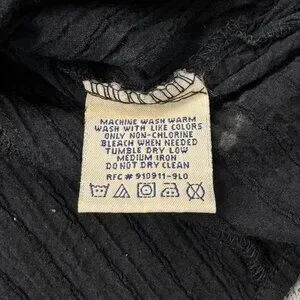 MACHINE WASH WARM
WASH WITH LIKE COLORS
ONLY NON-CHLORINE
BLEACH WHEN NEEDED
TUMBLE DRY LOW
MEDIUM IRON
DO NOT DRY CLEAN
RFC # 910911-9L0